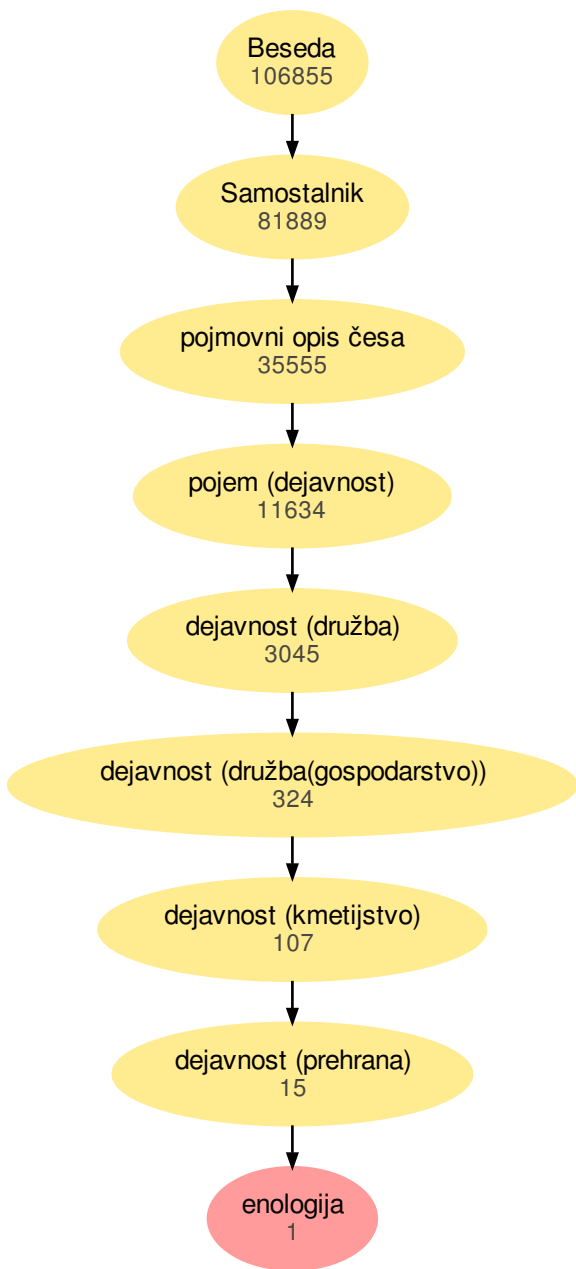 Beseda
106855
Samostalnik
81889
pojmovni opis česa
35555
pojem (dejavnost)
11634
dejavnost (družba)
3045
dejavnost (družba(gospodarstvo))
324
dejavnost (kmetijstvo)
107
dejavnost (prehrana)
15
enologija
1